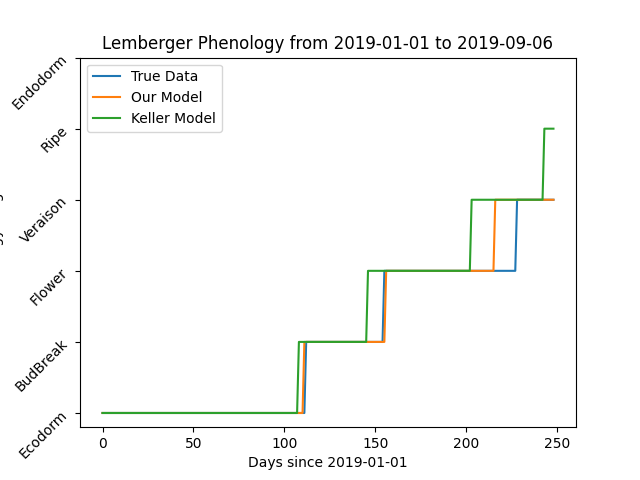 Lemberger Phenology from 2019-01-01 to 2019-09-06
True Data
Our Model
Keller Model
Endodorm
Ripe
Veraison
Flower
BudBreak
Ecodorm
0 50 100 150 200 250
Days since 2019-01-01